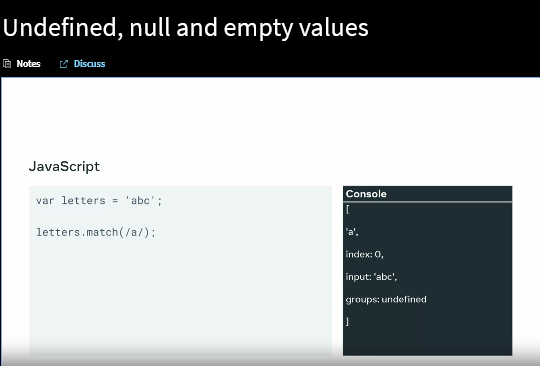 Undefined, null and empty values
Notes
Discuss
JavaScript
var letters = 'abc';
letters.match(/a/);
Console
[
'a',
index: 0,
input: 'abc',
groups: undefined
]